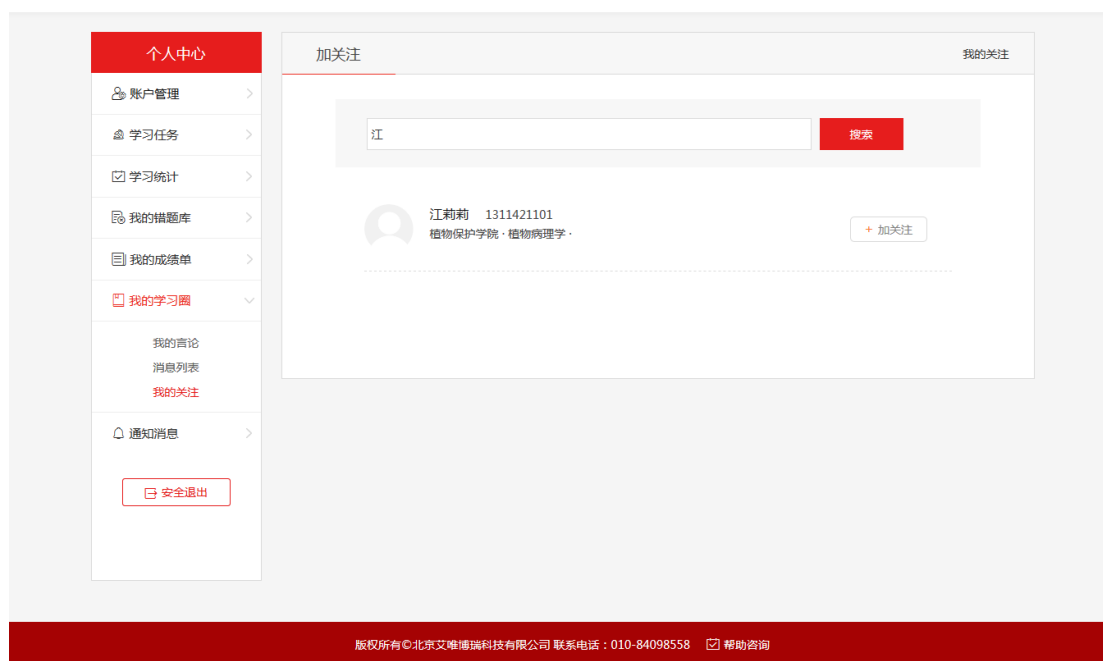 个人中心
账户管理
学习任务
学习统计
我的错题库
我的成绩单
我的学习圈
我的言论
消息列表
我的关注
通知消息
安全退出
加关注 我的关注
江 搜索
江莉莉 1311421101
植物保护学院 · 植物病理学 ·
+ 加关注
版权所有©北京艾唯博瑞科技有限公司 联系电话：010-84098558 帮助咨询